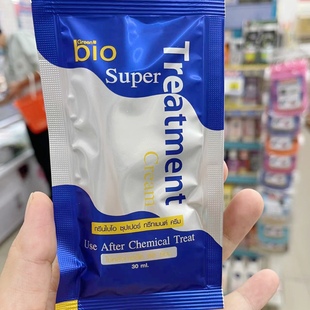 Green
bio
Super
Treatment
Cream
กรีนไบโอ ซุปเปอร์ ทรีทเมนต์ ครีม
Use After Chemical Treat
30 ml.